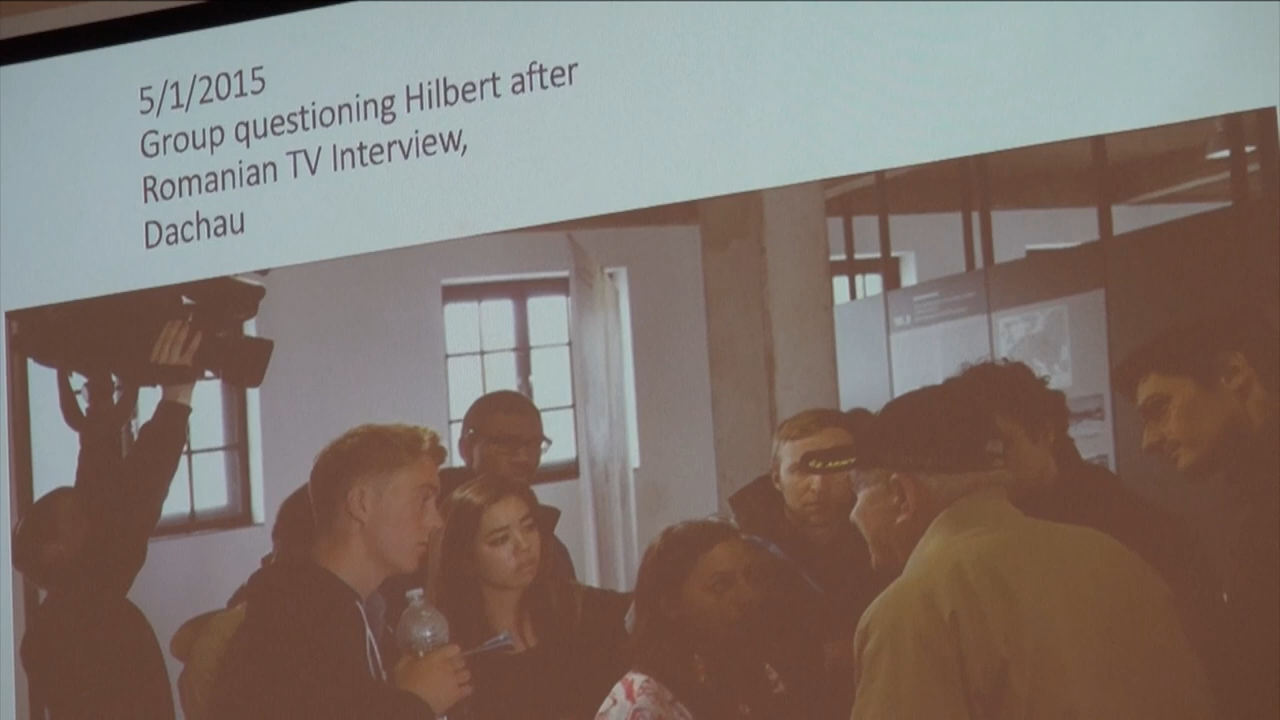 5/1/2015
Group questioning Hilbert after
Romanian TV Interview,
Dachau